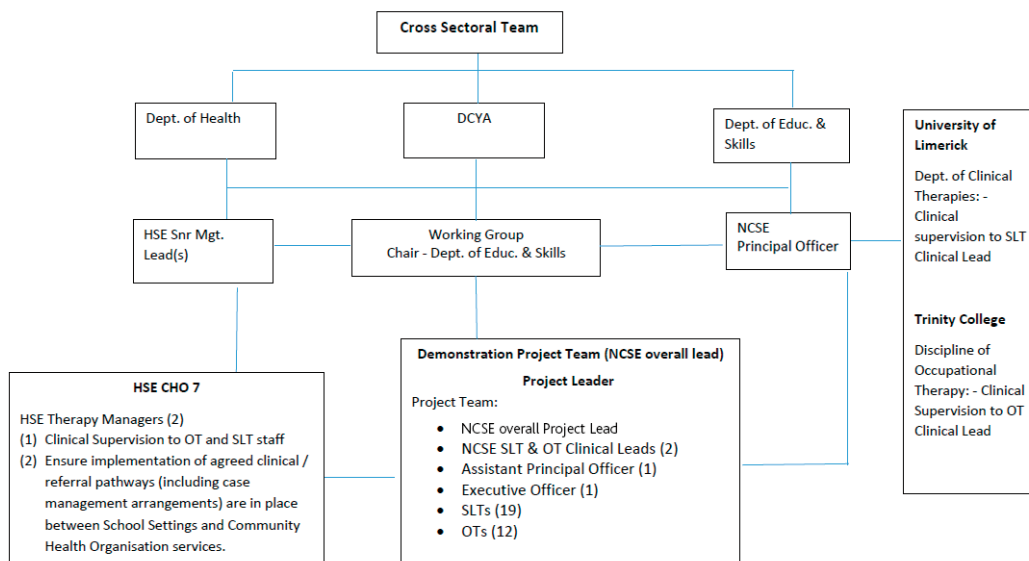 Cross Sectoral Team
Dept. of Health
DCYA
Dept. of Educ. &
Skills
HSE Snr Mgt.
Lead(s)
Working Group
Chair - Dept. of Educ. & Skills
NCSE
Principal Officer
University of
Limerick
Dept. of Clinical
Therapies: -
Clinical
supervision to SLT
Clinical Lead
Trinity College
Discipline of
Occupational
Therapy: - Clinical
Supervision to OT
Clinical Lead
HSE CHO 7
HSE Therapy Managers (2)
(1) Clinical Supervision to OT and SLT staff
(2) Ensure implementation of agreed clinical /
referral pathways (including case
management arrangements) are in place
between School Settings and Community
Health Organisation services.
Demonstration Project Team (NCSE overall lead)
Project Leader
Project Team:
• NCSE overall Project Lead
• NCSE SLT & OT Clinical Leads (2)
• Assistant Principal Officer (1)
• Executive Officer (1)
• SLTs (19)
• OTs (12)